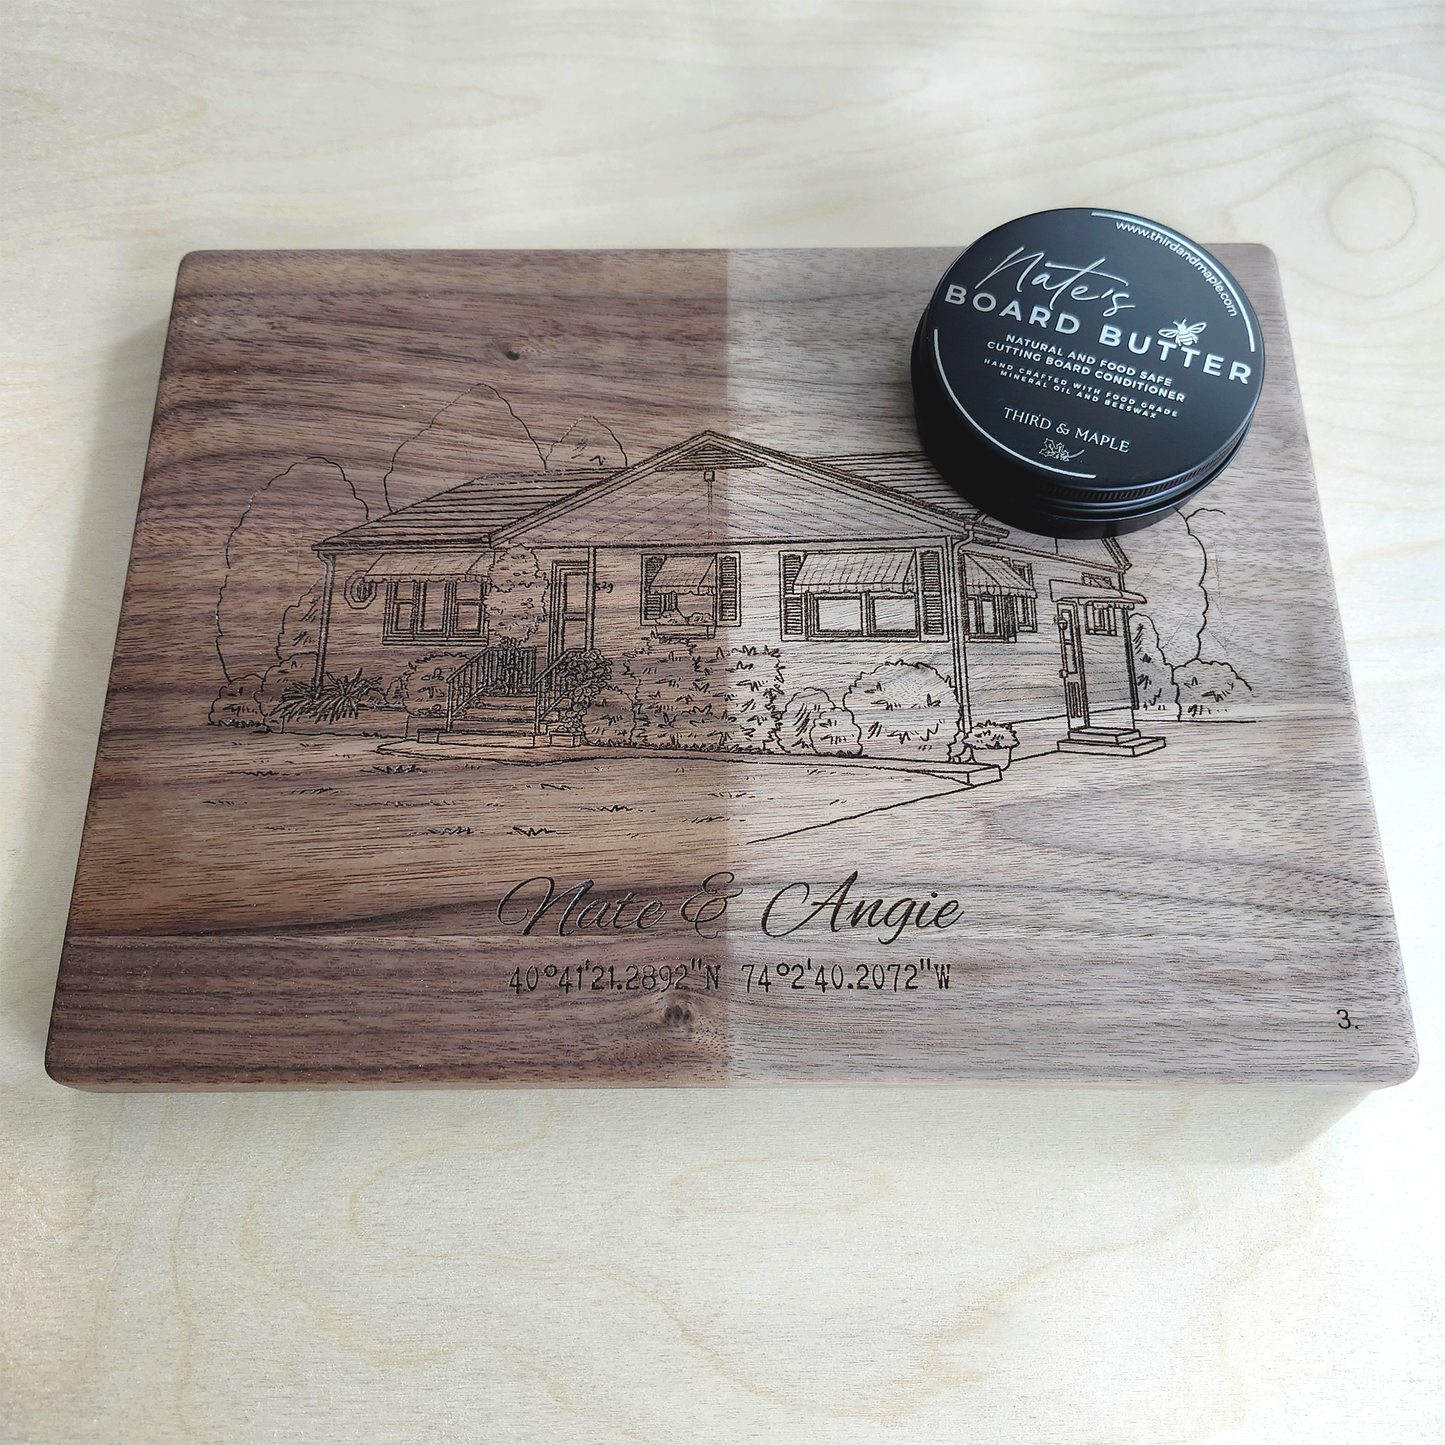 www.thirdandmaple.com
Nate's
BOARD BUTTER
NATURAL AND FOOD SAFE
CUTTING BOARD CONDITIONER
HAND CRAFTED WITH FOOD GRADE
MINERAL OIL AND BEESWAX
THIRD & MAPLE
Nate & Angie
40°41'21.2892"N 74°2'40.2072"W
3.